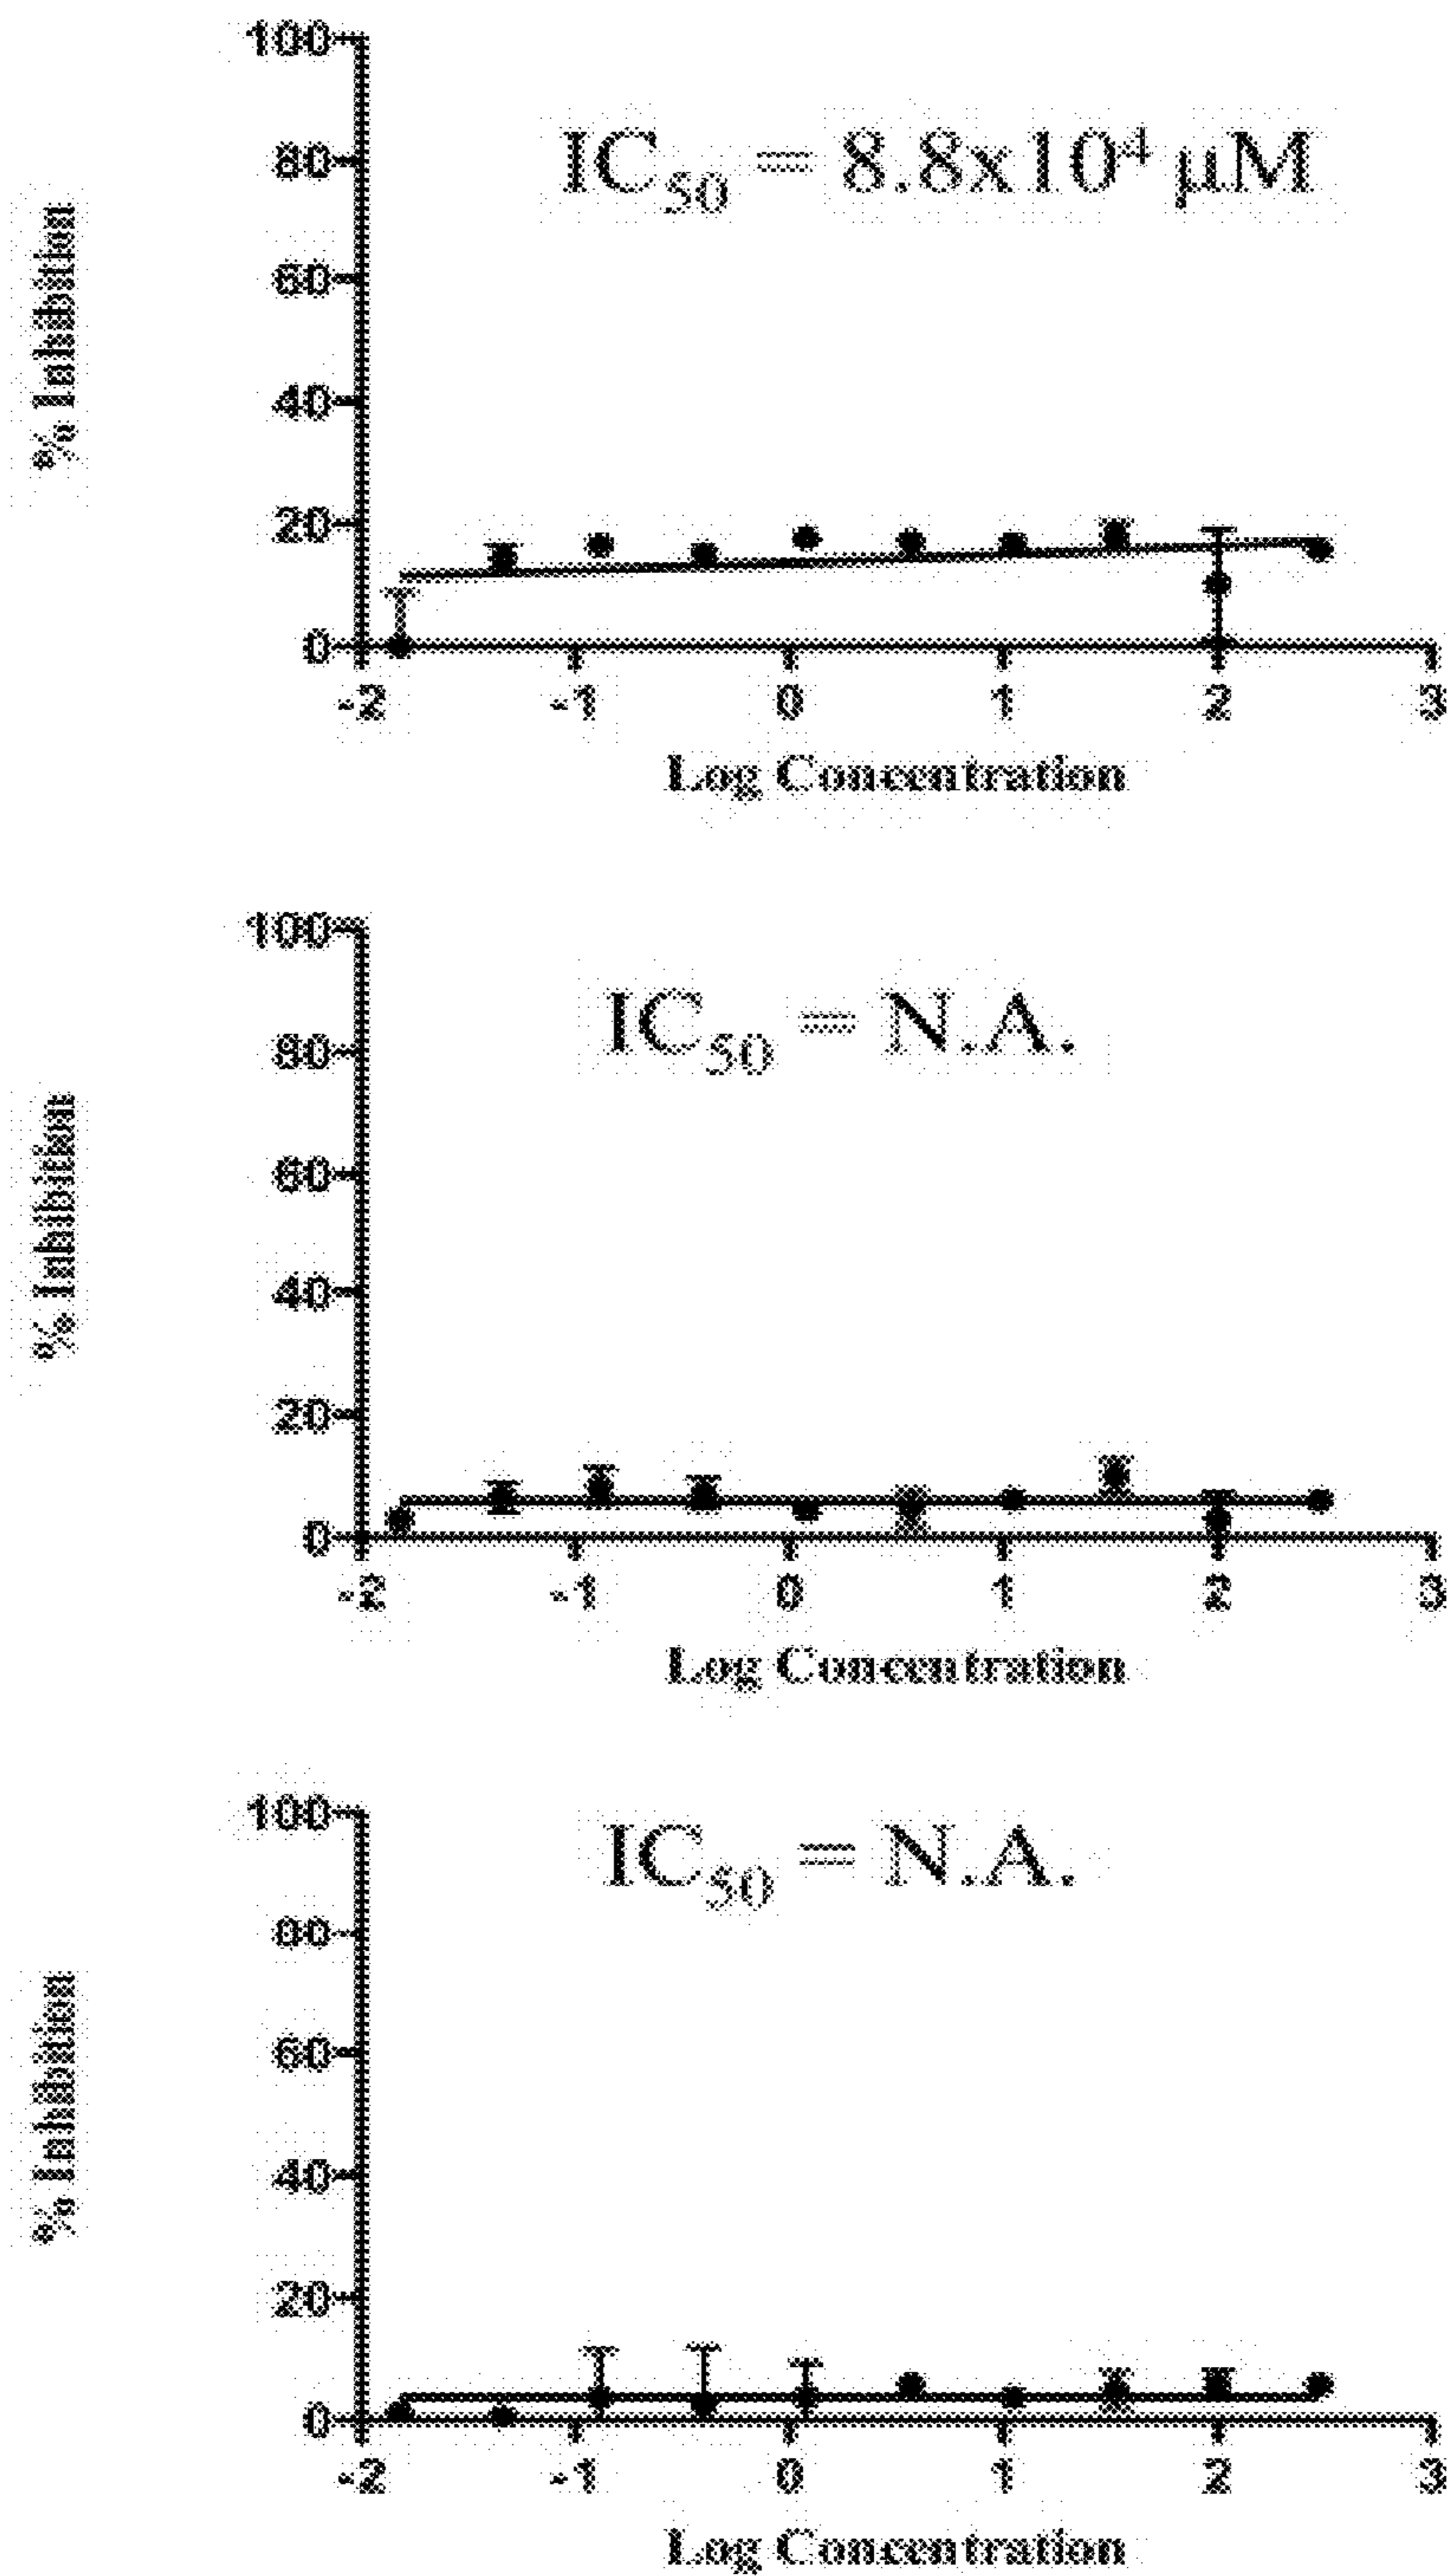 100
IC50 = 8.8x10⁴ µM
80
60
% Inhibition
40
20
0
-2 -1 0 1 2 3
Log Concentration
100
IC50 = N.A.
80
60
% Inhibition
40
20
0
-2 -1 0 1 2 3
Log Concentration
100
IC50 = N.A.
80
60
% Inhibition
40
20
0
-2 -1 0 1 2 3
Log Concentration